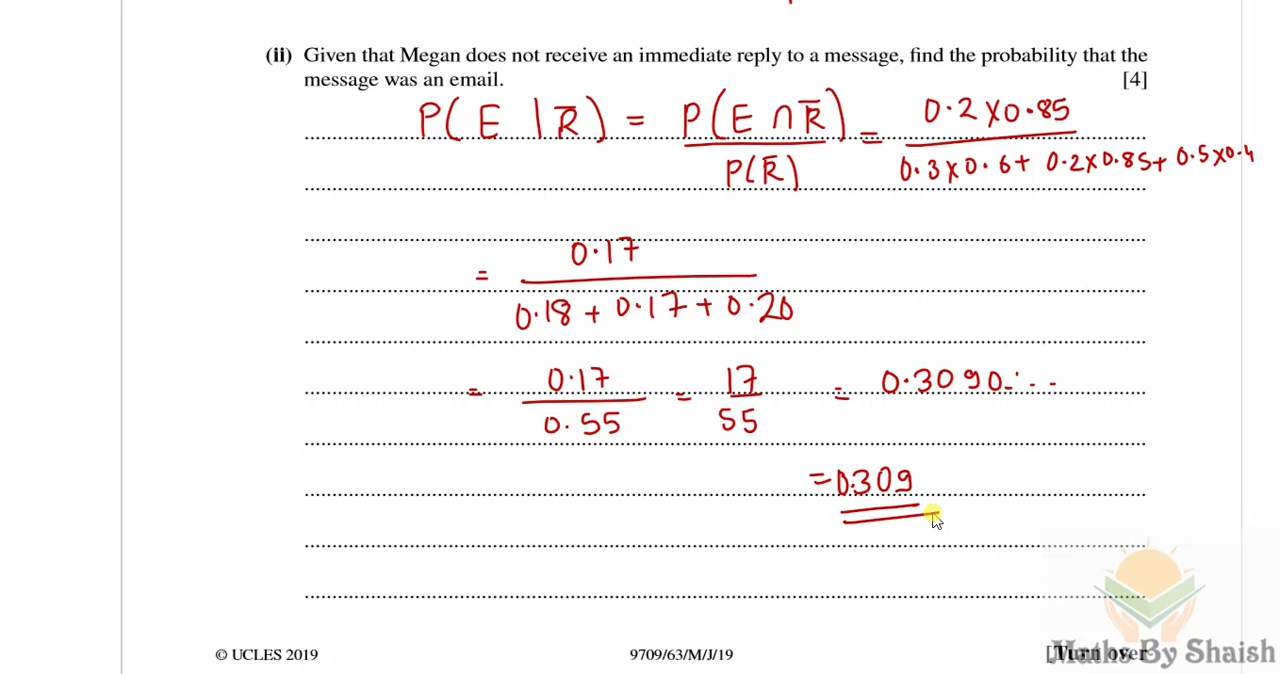 (ii) Given that Megan does not receive an immediate reply to a message, find the probability that the
message was an email. [4]
P( E | R̅ ) = P( E ∩ R̅ ) / P( R̅ ) = 0.2 × 0.85 / 0.3 × 0.6 + 0.2 × 0.85 + 0.5 × 0.4
= 0.17 / 0.18 + 0.17 + 0.20
= 0.17 / 0.55 = 17 / 55 = 0.3090...
= 0.309
© UCLES 2019 9709/63/M/J/19 [Turn over
Maths By Shaish